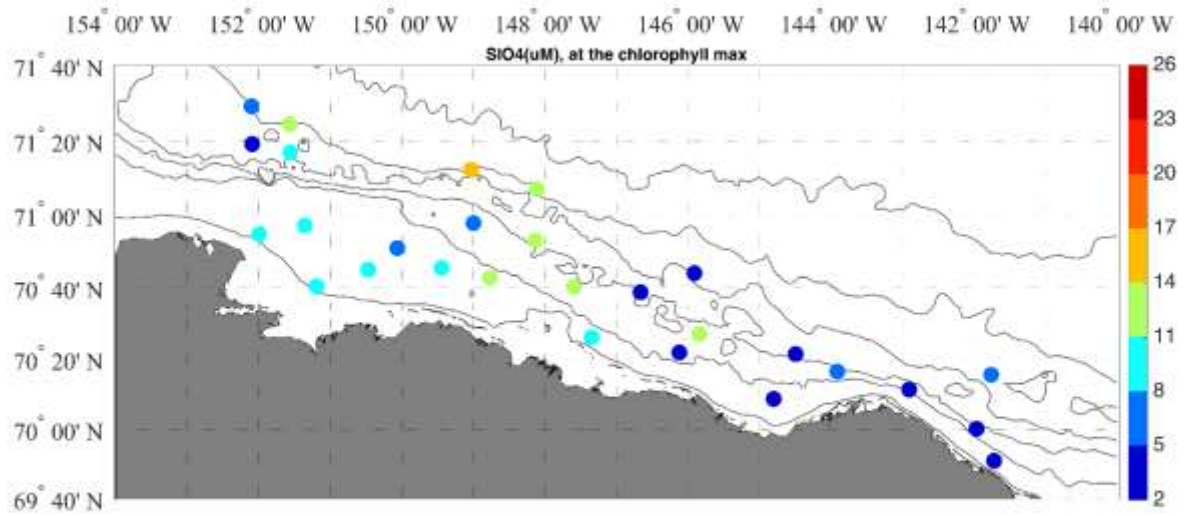 154° 00' W 152° 00' W 150° 00' W 148° 00' W 146° 00' W 144° 00' W 142° 00' W 140° 00' W
SIO4(uM), at the chlorophyll max
71° 40' N
71° 20' N
71° 00' N
70° 40' N
70° 20' N
70° 00' N
69° 40' N
26
23
20
17
14
11
8
5
2